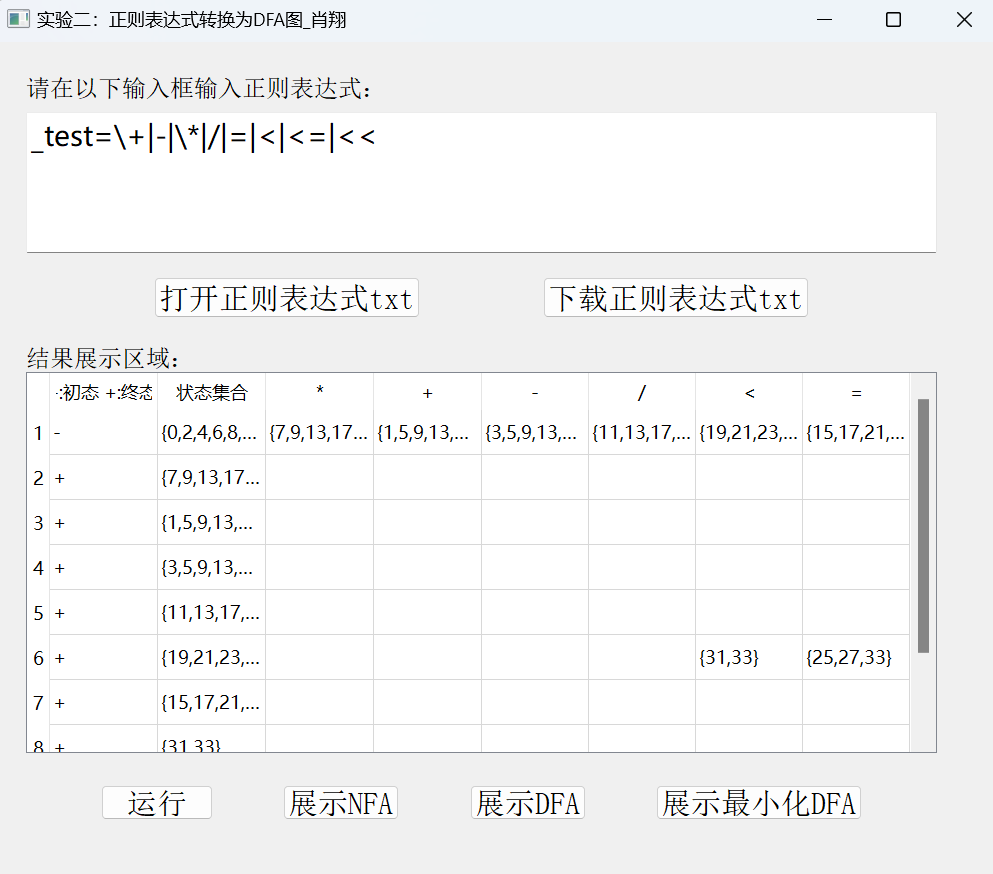 实验二：正则表达式转换为DFA图_肖翔
请在以下输入框输入正则表达式：
_test=\+|-|\*|/|=|<|<=|<<
打开正则表达式txt 下载正则表达式txt
结果展示区域：
-:初态 +:终态 状态集合 * + - / < =
1 - {0,2,4,6,8,... {7,9,13,17... {1,5,9,13,... {3,5,9,13,... {11,13,17,... {19,21,23,... {15,17,21,...
2 + {7,9,13,17...
3 + {1,5,9,13,...
4 + {3,5,9,13,...
5 + {11,13,17,...
6 + {19,21,23,... {31,33} {25,27,33}
7 + {15,17,21,...
8 + {31,33}
运行 展示NFA 展示DFA 展示最小化DFA